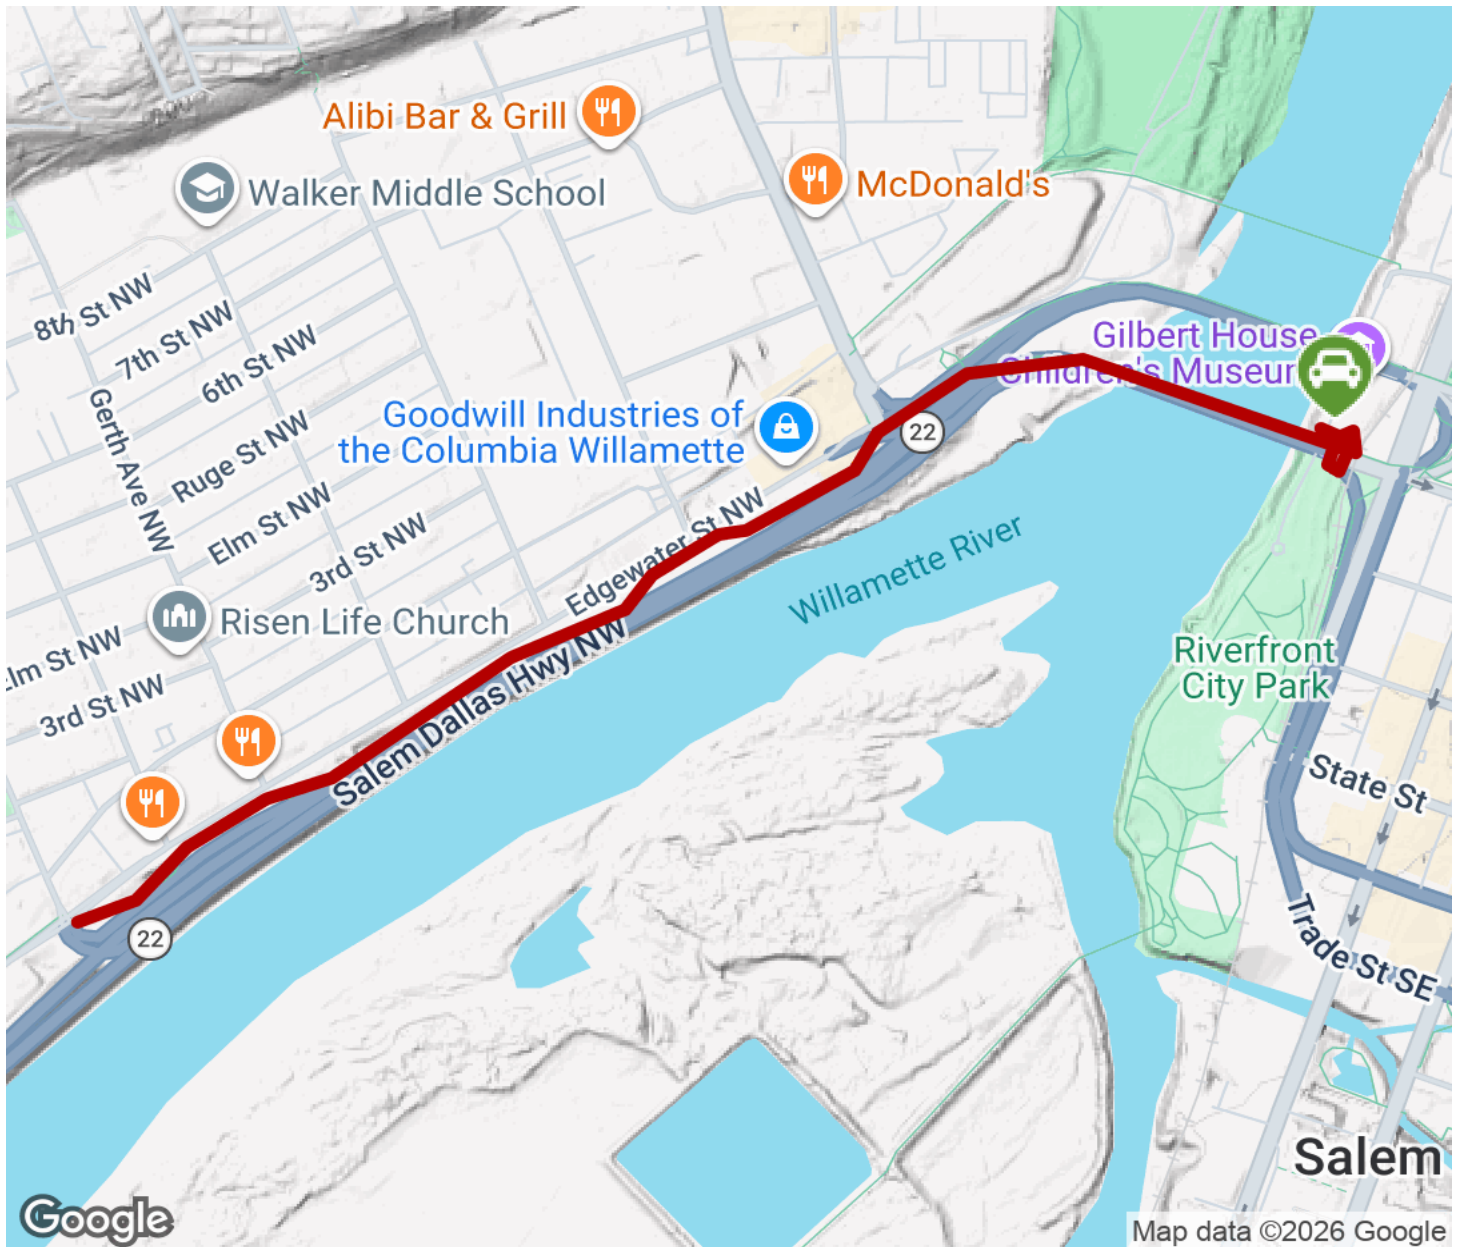 Alibi Bar & Grill
Walker Middle School
McDonald's
8th St NW
7th St NW
6th St NW
Gerth Ave NW
Ruge St NW
Elm St NW
3rd St NW
Goodwill Industries of
the Columbia Willamette
22
Gilbert House
Children's Museum
Edgewater St NW
Willamette River
Risen Life Church
Elm St NW
3rd St NW
Salem Dallas Hwy NW
Riverfront
City Park
State St
22
Trade St SE
Salem
Google
Map data ©2026 Google